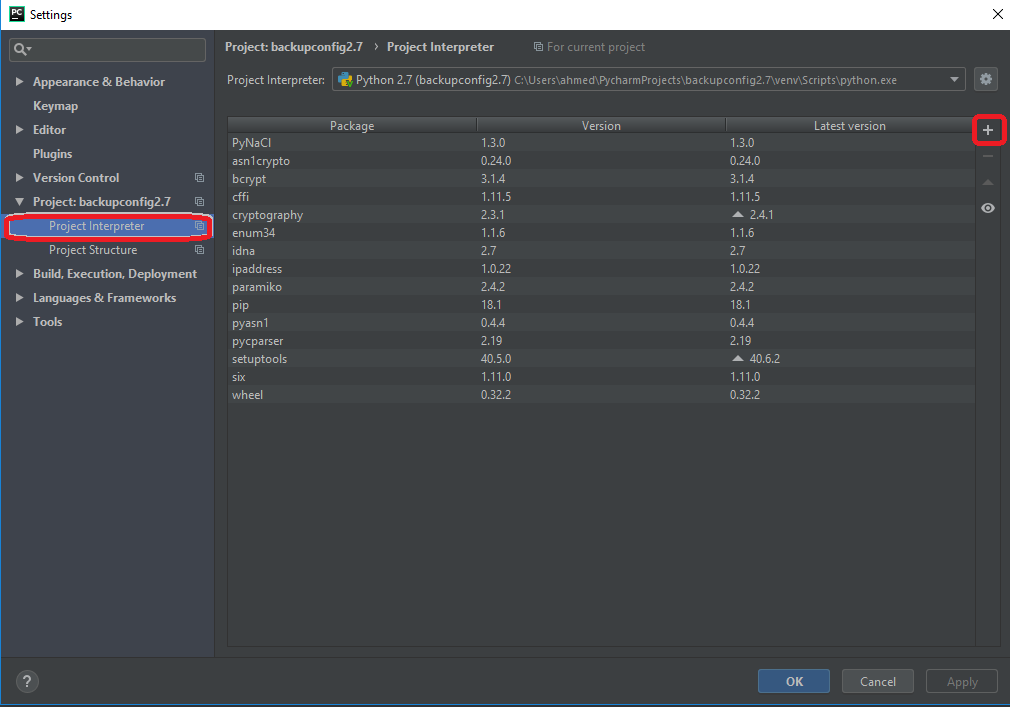 PC Settings
Project: backupconfig2.7 › Project Interpreter For current project
Appearance & Behavior
Keymap
Editor
Plugins
Version Control
Project: backupconfig2.7
Project Interpreter
Project Structure
Build, Execution, Deployment
Languages & Frameworks
Tools
Project Interpreter: Python 2.7 (backupconfig2.7) C:\Users\ahmed\PycharmProjects\backupconfig2.7\venv\Scripts\python.exe
Package Version Latest version
PyNaCl 1.3.0 1.3.0
asn1crypto 0.24.0 0.24.0
bcrypt 3.1.4 3.1.4
cffi 1.11.5 1.11.5
cryptography 2.3.1 2.4.1
enum34 1.1.6 1.1.6
idna 2.7 2.7
ipaddress 1.0.22 1.0.22
paramiko 2.4.2 2.4.2
pip 18.1 18.1
pyasn1 0.4.4 0.4.4
pycparser 2.19 2.19
setuptools 40.5.0 40.6.2
six 1.11.0 1.11.0
wheel 0.32.2 0.32.2
? OK Cancel Apply